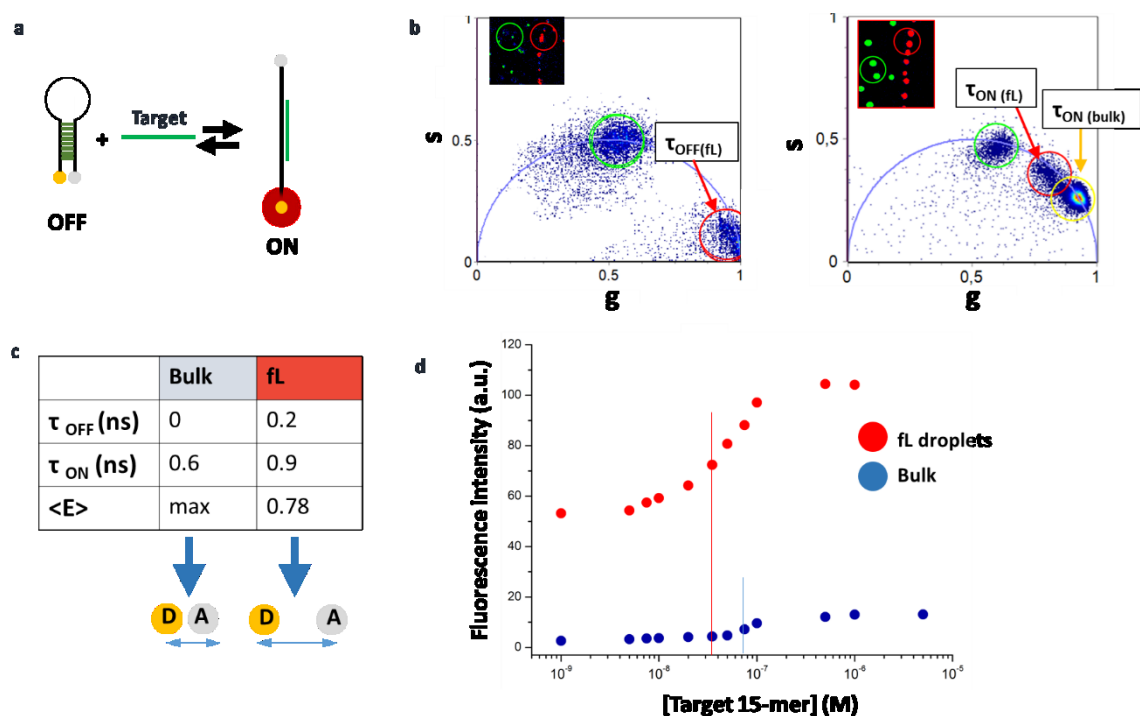 a
Target
+
OFF
ON
b
s
1
0.5
0
0
0.5
1
g
τOFF(fL)
s
1
0,5
0
0
0.5
1
g
τON (fL)
τON (bulk)
c
Bulk fL
τ OFF (ns) 0 0.2
τ ON (ns) 0.6 0.9
<E> max 0.78
D A D A
d
Fluorescence Intensity (a.u.)
120
100
80
60
40
20
0
10⁻⁹ 10⁻⁸ 10⁻⁷ 10⁻⁶ 10⁻⁵
[Target 15-mer] (M)
fL droplets
Bulk